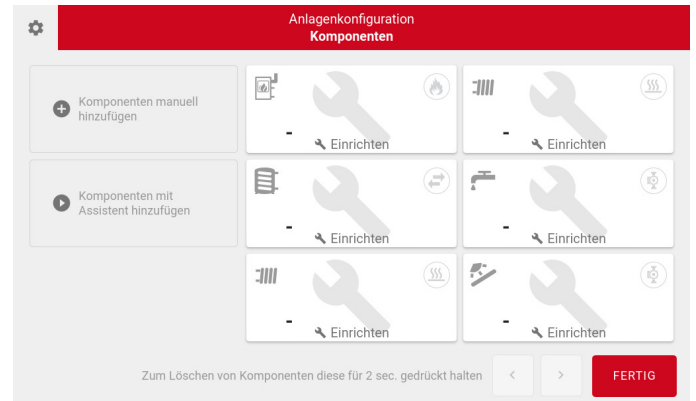 Anlagenkonfiguration
Komponenten
Komponenten manuell
hinzufügen
-
Einrichten
-
Einrichten
Komponenten mit
Assistent hinzufügen
-
Einrichten
-
Einrichten
-
Einrichten
-
Einrichten
Zum Löschen von Komponenten diese für 2 sec. gedrückt halten
<
>
FERTIG